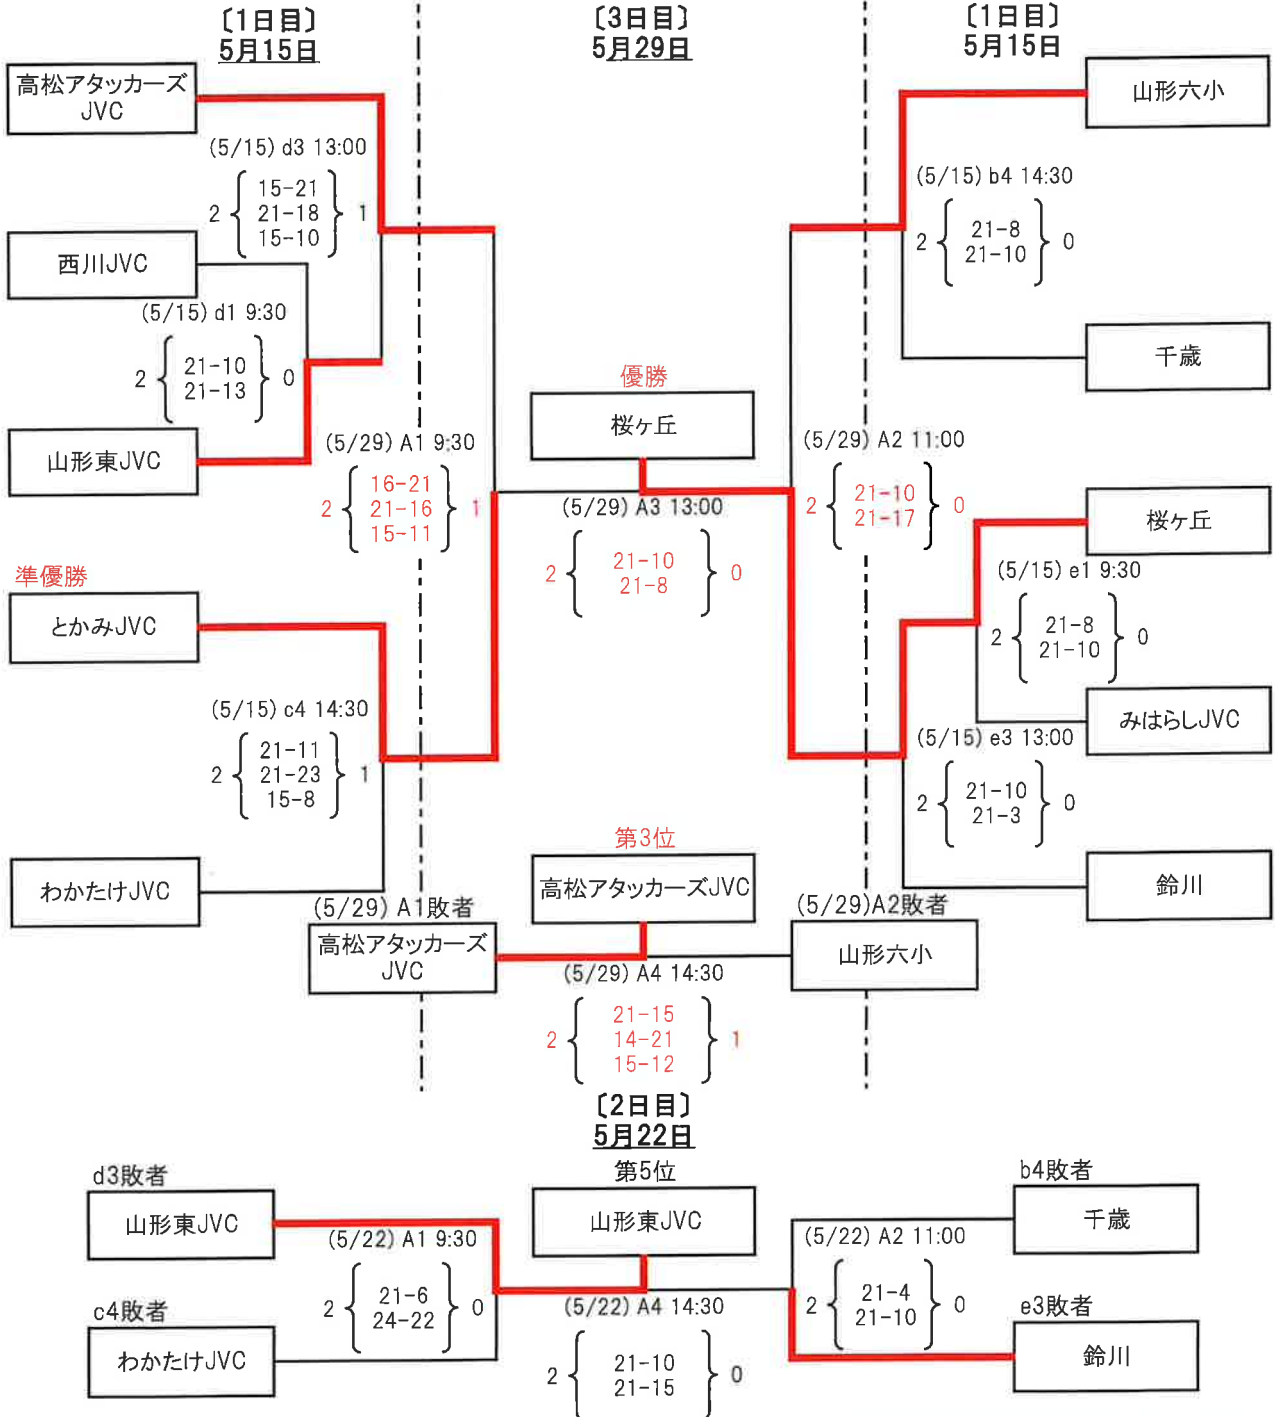 〔1日目〕
5月15日
〔3日目〕
5月29日
〔1日目〕
5月15日
高松アタッカーズ
JVC
(5/15) d3 13:00
15-21
2 21-18 1
15-10
西川JVC
(5/15) d1 9:30
21-10
2 0
21-13
山形東JVC
(5/29) A1 9:30
16-21
2 21-16 1
15-11
準優勝
とかみJVC
(5/15) c4 14:30
21-11
2 21-23 1
15-8
わかたけJVC
優勝
桜ヶ丘
(5/29) A3 13:00
21-10
2 0
21-8
山形六小
(5/15) b4 14:30
21-8
2 0
21-10
千歳
(5/29) A2 11:00
21-10
2 0
21-17
桜ヶ丘
(5/15) e1 9:30
21-8
2 0
21-10
みはらしJVC
(5/15) e3 13:00
21-10
2 0
21-3
鈴川
第3位
高松アタッカーズJVC
(5/29) A1敗者
高松アタッカーズ
JVC
(5/29)A2敗者
山形六小
(5/29) A4 14:30
21-15
2 14-21 1
15-12
〔2日目〕
5月22日
第5位
山形東JVC
d3敗者
山形東JVC
(5/22) A1 9:30
21-6
2 0
24-22
c4敗者
わかたけJVC
(5/22) A4 14:30
21-10
2 0
21-15
b4敗者
千歳
(5/22) A2 11:00
21-4
2 0
21-10
e3敗者
鈴川